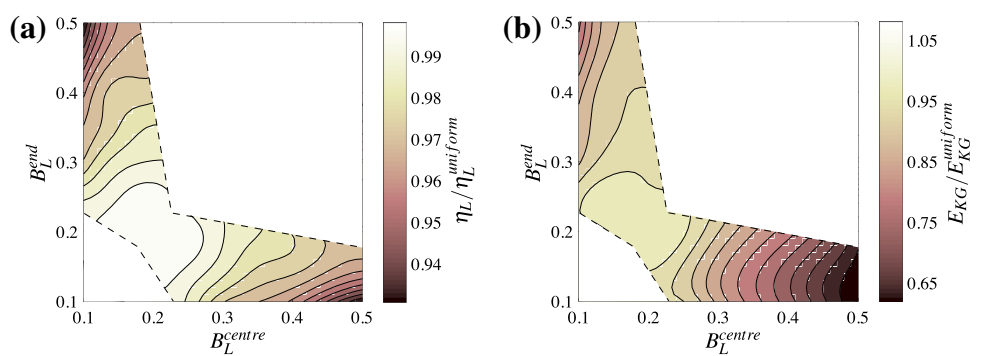 (a)
0.5
0.4
0.3
0.2
0.1
B_L^end
0.1 0.2 0.3 0.4 0.5
B_L^centre
0.99
0.98
0.97
0.96
0.95
0.94
η_L/η_L^uniform
(b)
0.5
0.4
0.3
0.2
0.1
B_L^end
0.1 0.2 0.3 0.4 0.5
B_L^centre
1.05
0.95
0.85
0.75
0.65
E_KG/E_KG^uniform